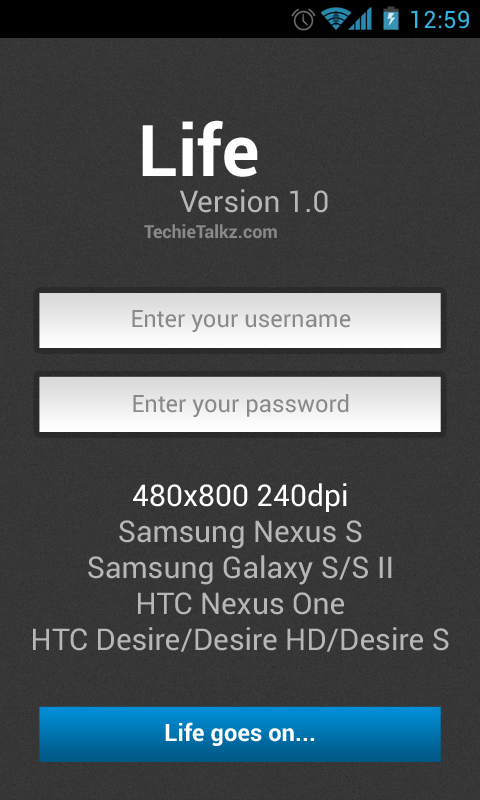 12:59
Life
Version 1.0
TechieTalkz.com
Enter your username
Enter your password
480x800 240dpi
Samsung Nexus S
Samsung Galaxy S/S II
HTC Nexus One
HTC Desire/Desire HD/Desire S
Life goes on...